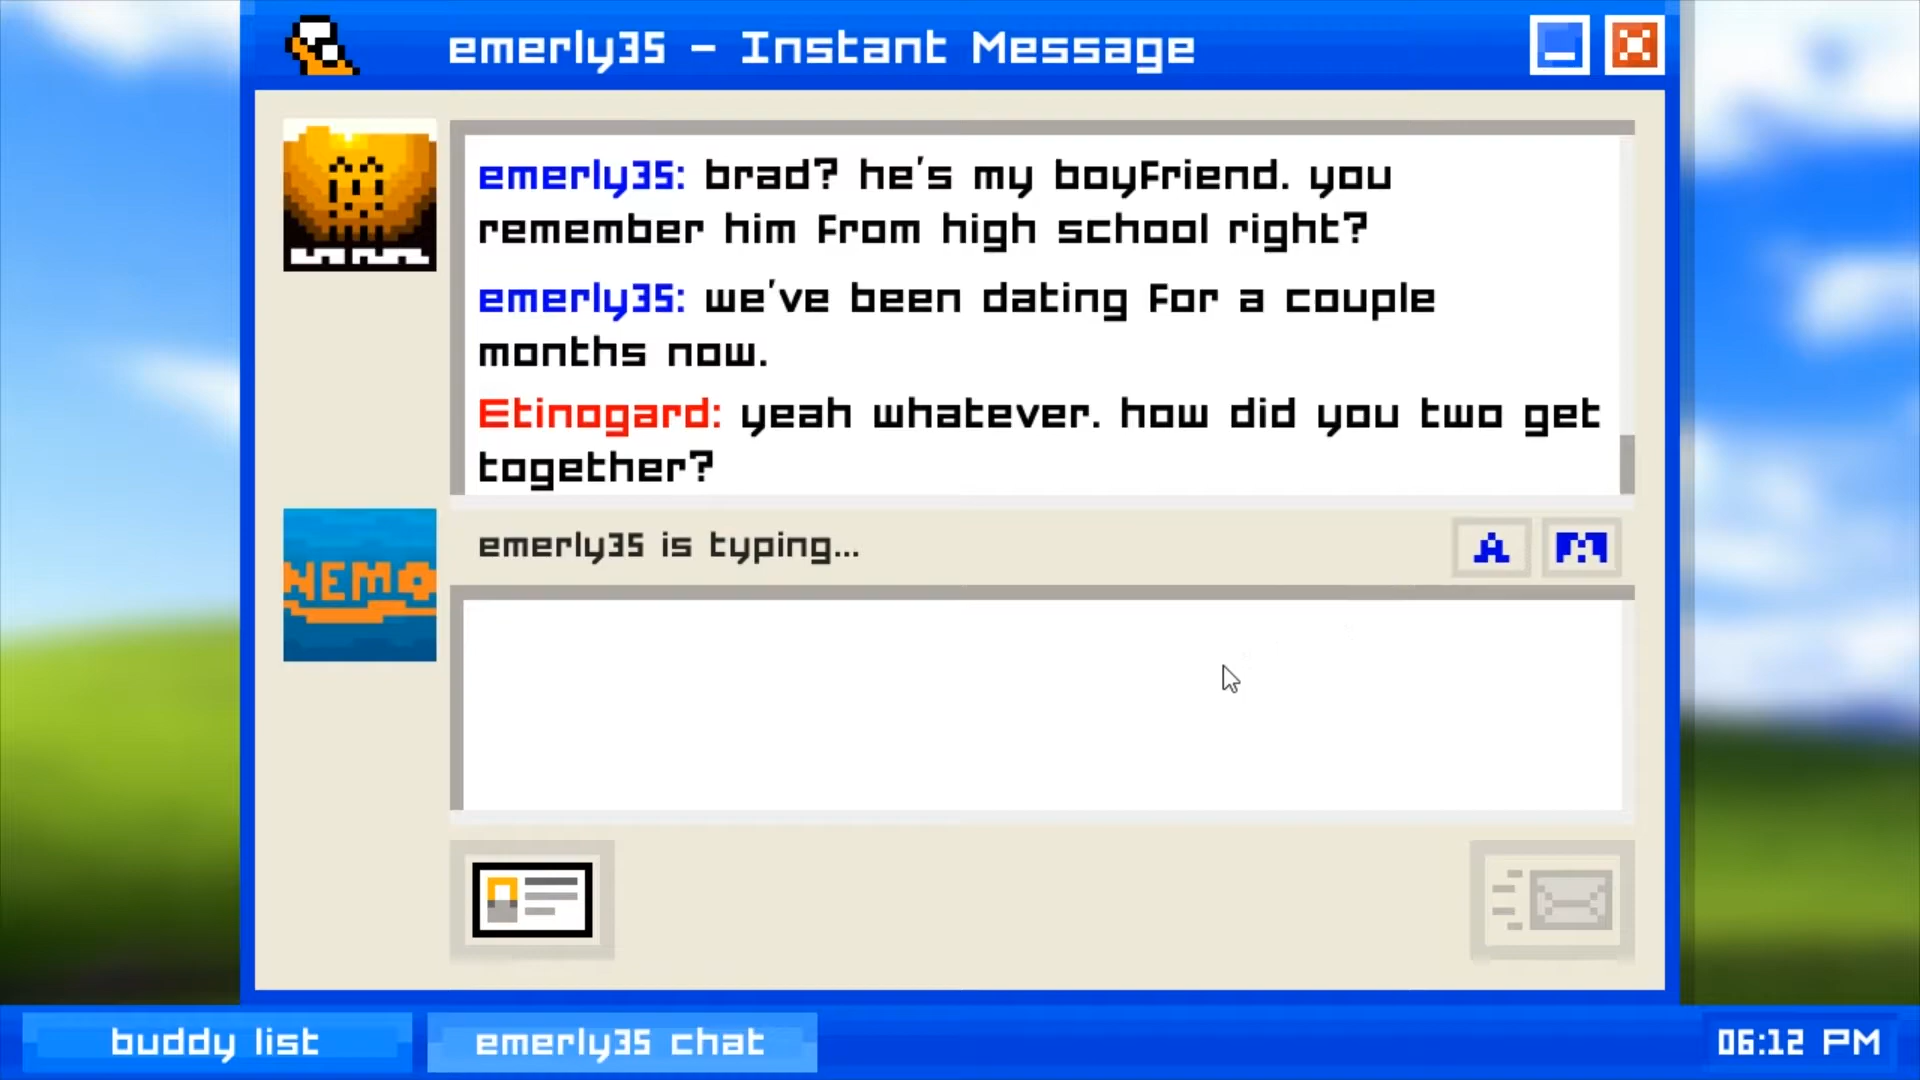 emerly35 - Instant Message
emerly35: brad? he's my boyfriend. you
remember him from high school right?
emerly35: we've been dating for a couple
months now.
Etinogard: yeah whatever. how did you two get
together?
emerly35 is typing...
A
NEMO
buddy list
emerly35 chat
06:12 PM